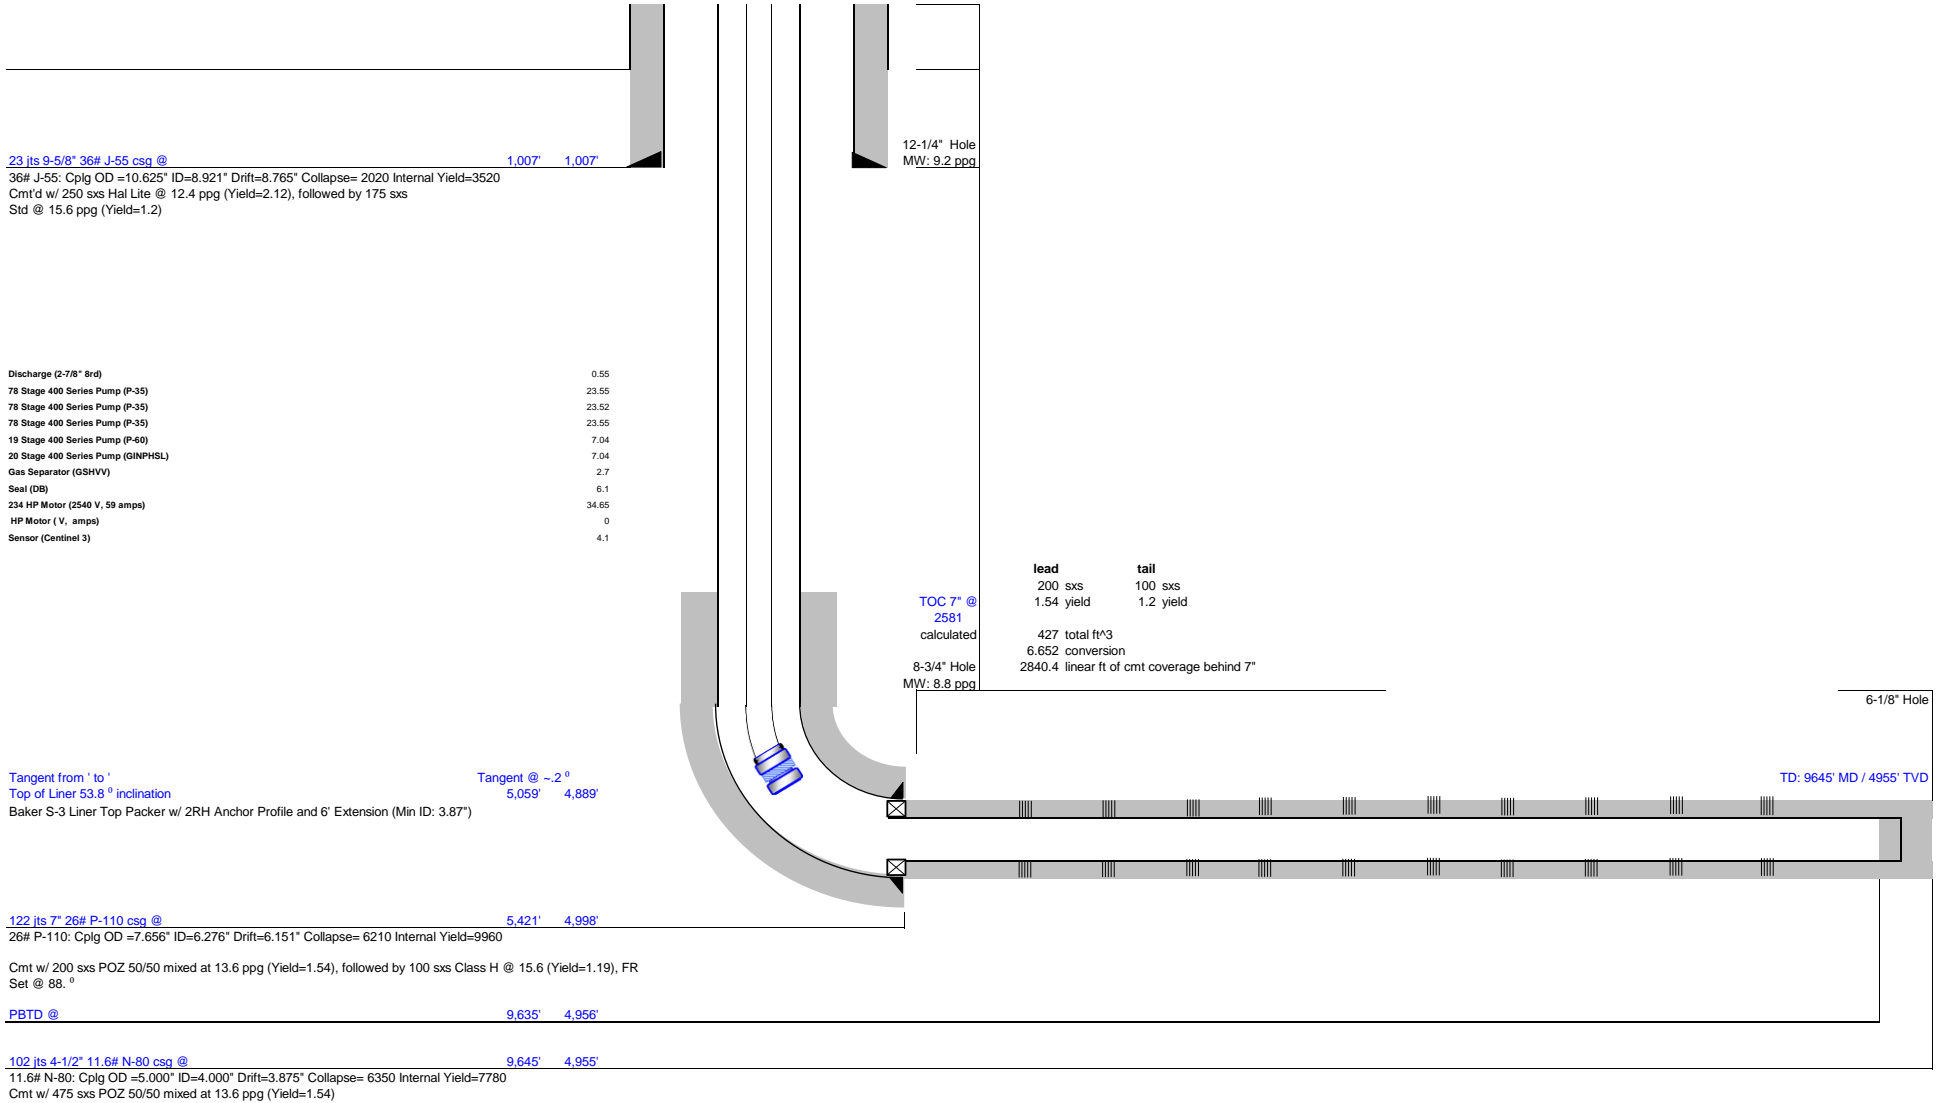 12-1/4" Hole
MW: 9.2 ppg
23 jts 9-5/8" 36# J-55 csg @ 1,007' 1,007'
36# J-55: Cplg OD =10.625" ID=8.921" Drift=8.765" Collapse= 2020 Internal Yield=3520
Cmt'd w/ 250 sxs Hal Lite @ 12.4 ppg (Yield=2.12), followed by 175 sxs
Std @ 15.6 ppg (Yield=1.2)
Discharge (2-7/8" 8rd) 0.55
78 Stage 400 Series Pump (P-35) 23.55
78 Stage 400 Series Pump (P-35) 23.52
78 Stage 400 Series Pump (P-35) 23.55
19 Stage 400 Series Pump (P-60) 7.04
20 Stage 400 Series Pump (GINPHSL) 7.04
Gas Separator (GSHVV) 2.7
Seal (DB) 6.1
234 HP Motor (2540 V, 59 amps) 34.65
HP Motor ( V, amps) 0
Sensor (Centinel 3) 4.1
lead tail
200 sxs 100 sxs
TOC 7" @ 1.54 yield 1.2 yield
2581
calculated 427 total ft^3
6.652 conversion
8-3/4" Hole 2840.4 linear ft of cmt coverage behind 7"
MW: 8.8 ppg
6-1/8" Hole
Tangent from ' to ' Tangent @ ~.2 ⁰ TD: 9645' MD / 4955' TVD
Top of Liner 53.8 ⁰ inclination 5,059' 4,889'
Baker S-3 Liner Top Packer w/ 2RH Anchor Profile and 6' Extension (Min ID: 3.87")
122 jts 7" 26# P-110 csg @ 5,421' 4,998'
26# P-110: Cplg OD =7.656" ID=6.276" Drift=6.151" Collapse= 6210 Internal Yield=9960
Cmt w/ 200 sxs POZ 50/50 mixed at 13.6 ppg (Yield=1.54), followed by 100 sxs Class H @ 15.6 (Yield=1.19), FR
Set @ 88. ⁰
PBTD @ 9,635' 4,956'
102 jts 4-1/2" 11.6# N-80 csg @ 9,645' 4,955'
11.6# N-80: Cplg OD =5.000" ID=4.000" Drift=3.875" Collapse= 6350 Internal Yield=7780
Cmt w/ 475 sxs POZ 50/50 mixed at 13.6 ppg (Yield=1.54)